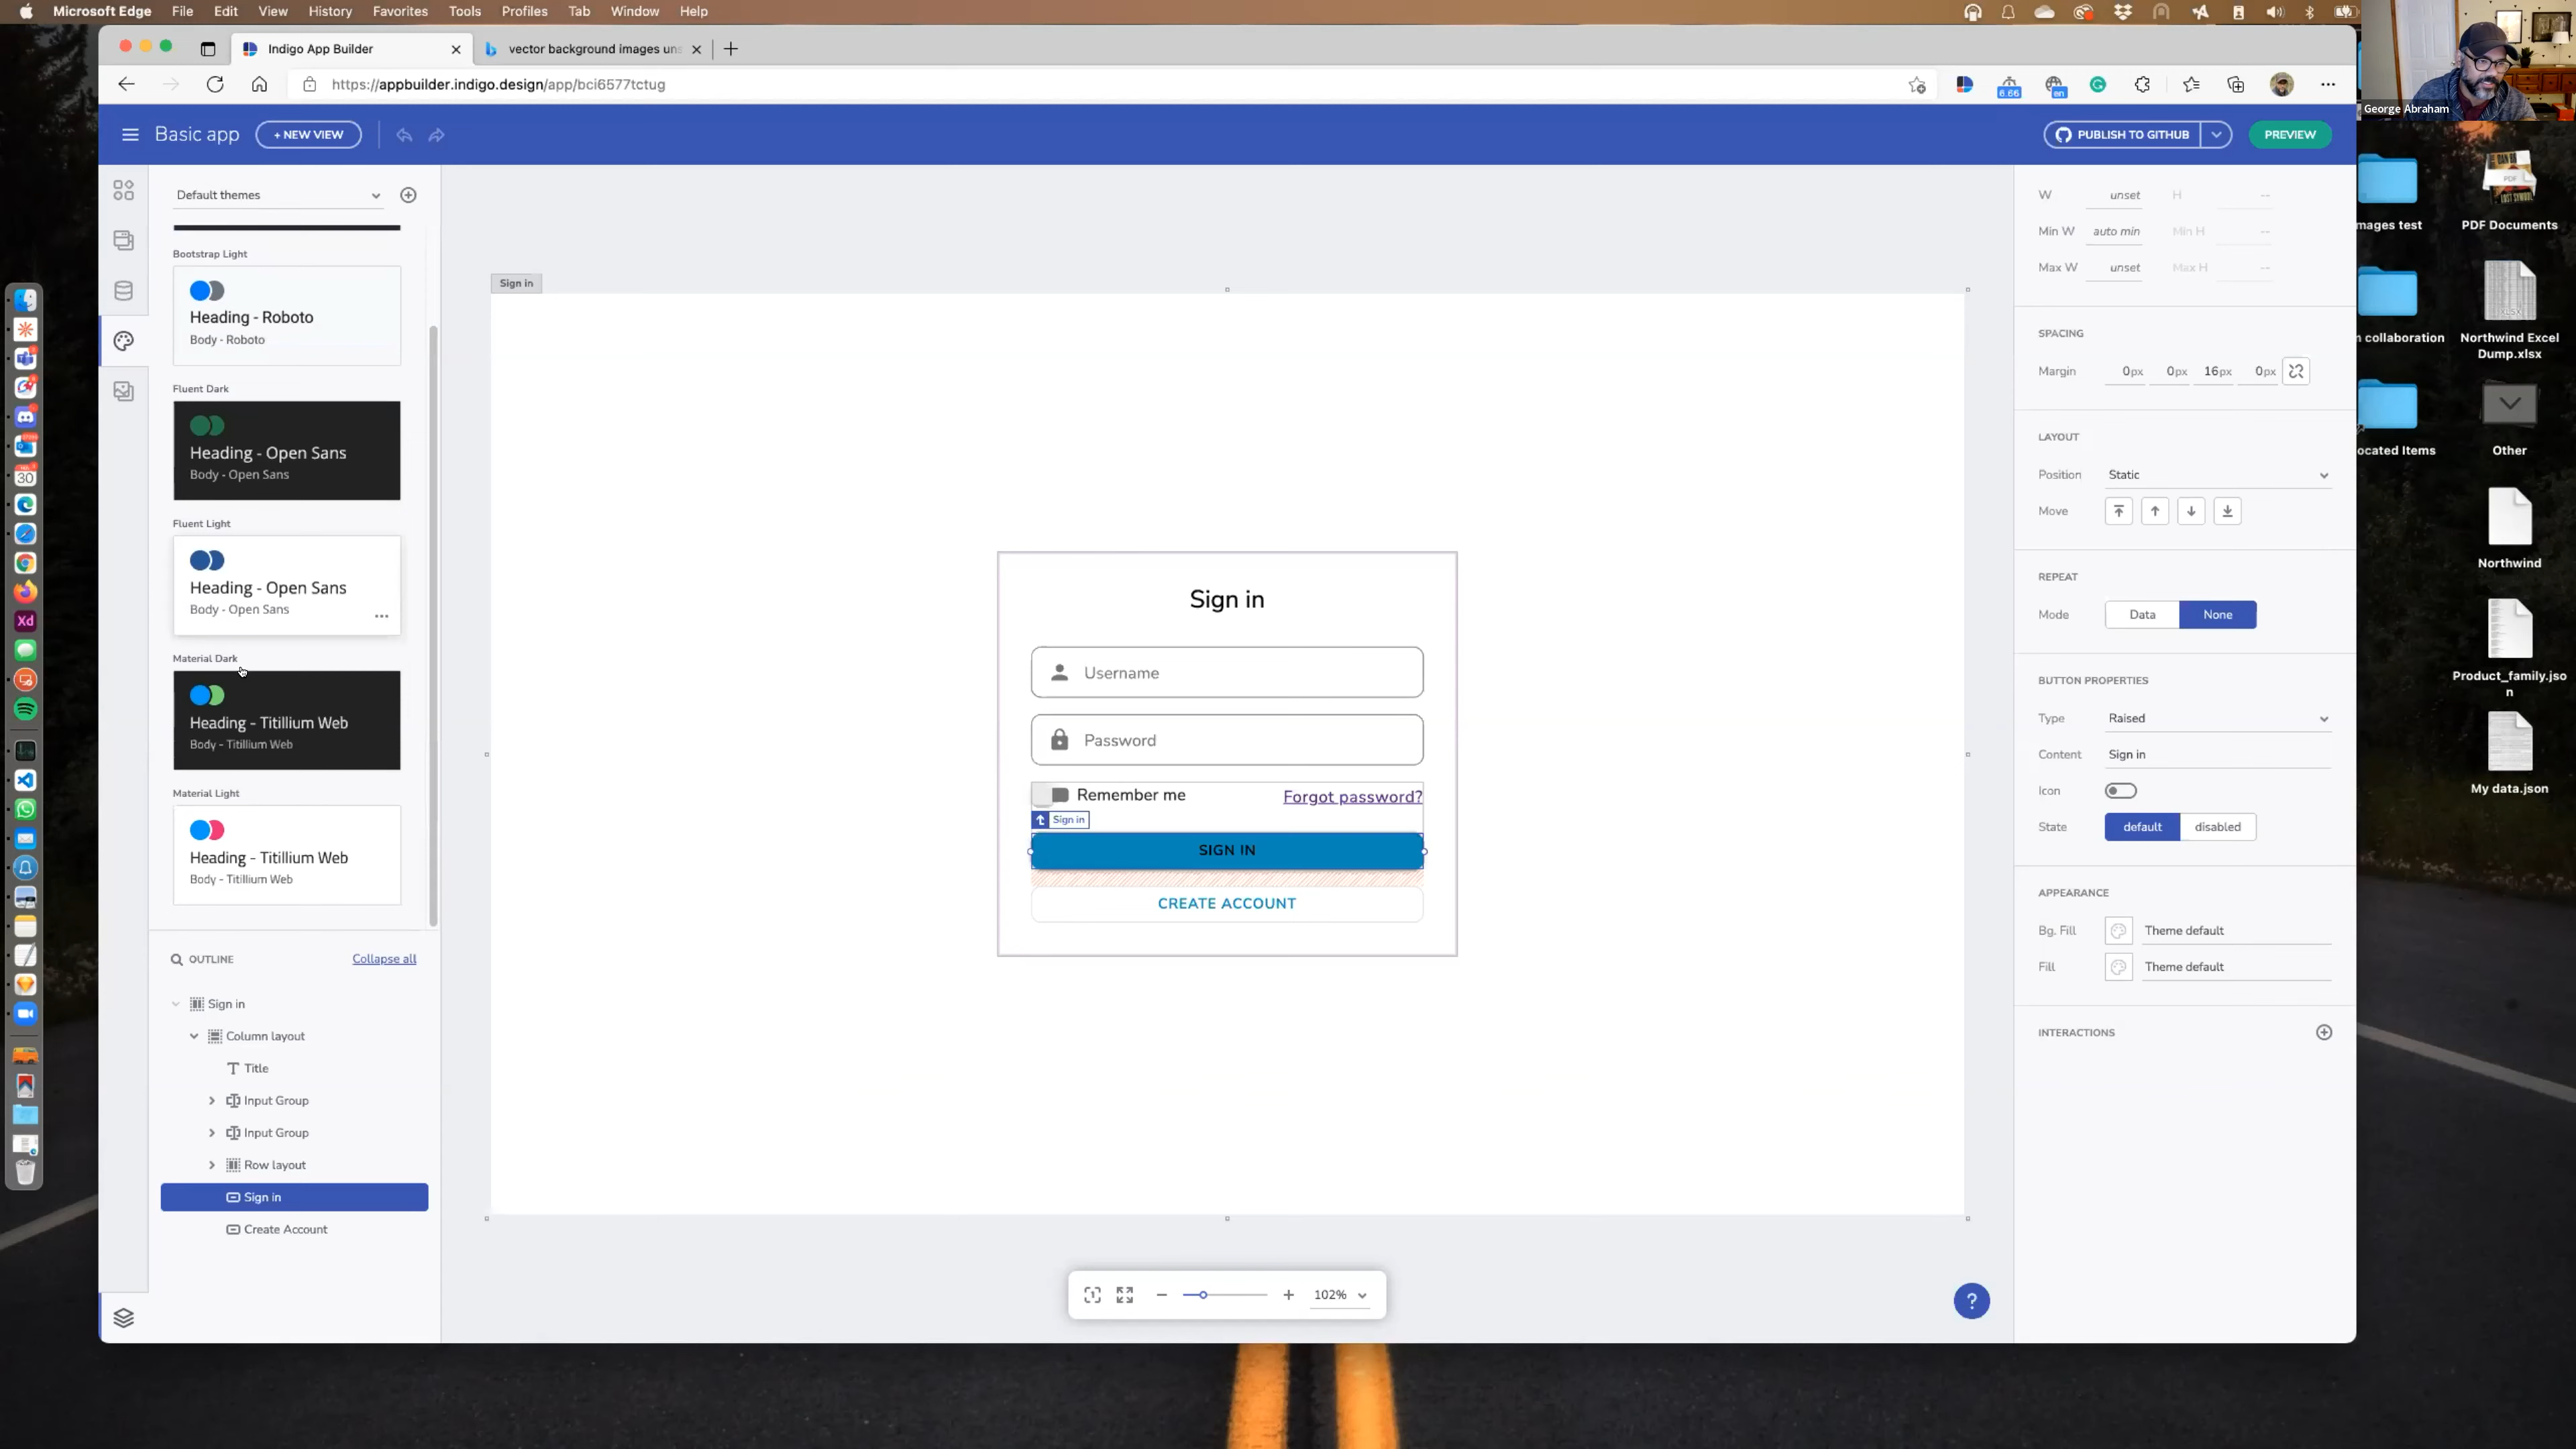 Microsoft Edge File Edit View History Favorites Tools Profiles Tab Window Help
Indigo App Builder
vector background images uns
https://appbuilder.indigo.design/app/bci6577tctug
6.66
en
George Abraham
Basic app
+ NEW VIEW
PUBLISH TO GITHUB
PREVIEW
Default themes
Bootstrap Light
Heading - Roboto
Body - Roboto
Fluent Dark
Heading - Open Sans
Body - Open Sans
Fluent Light
Heading - Open Sans
Body - Open Sans
Material Dark
Heading - Titillium Web
Body - Titillium Web
Material Light
Heading - Titillium Web
Body - Titillium Web
OUTLINE
Collapse all
Sign in
Column layout
Title
Input Group
Input Group
Row layout
Sign in
Create Account
Sign in
Sign in
Username
Password
Remember me
Forgot password?
Sign in
SIGN IN
CREATE ACCOUNT
102%
?
W unset H --
Min W auto min Min H --
Max W unset Max H --
SPACING
Margin 0px 0px 16px 0px
LAYOUT
Position Static
Move
REPEAT
Mode Data None
BUTTON PROPERTIES
Type Raised
Content Sign in
Icon
State default disabled
APPEARANCE
Bg. Fill Theme default
Fill Theme default
INTERACTIONS
mages test
PDF Documents
collaboration
Northwind Excel
Dump.xlsx
ocated Items
Other
Northwind
Product_family.jso
n
My data.json
30
Xd
PDF
XLSX